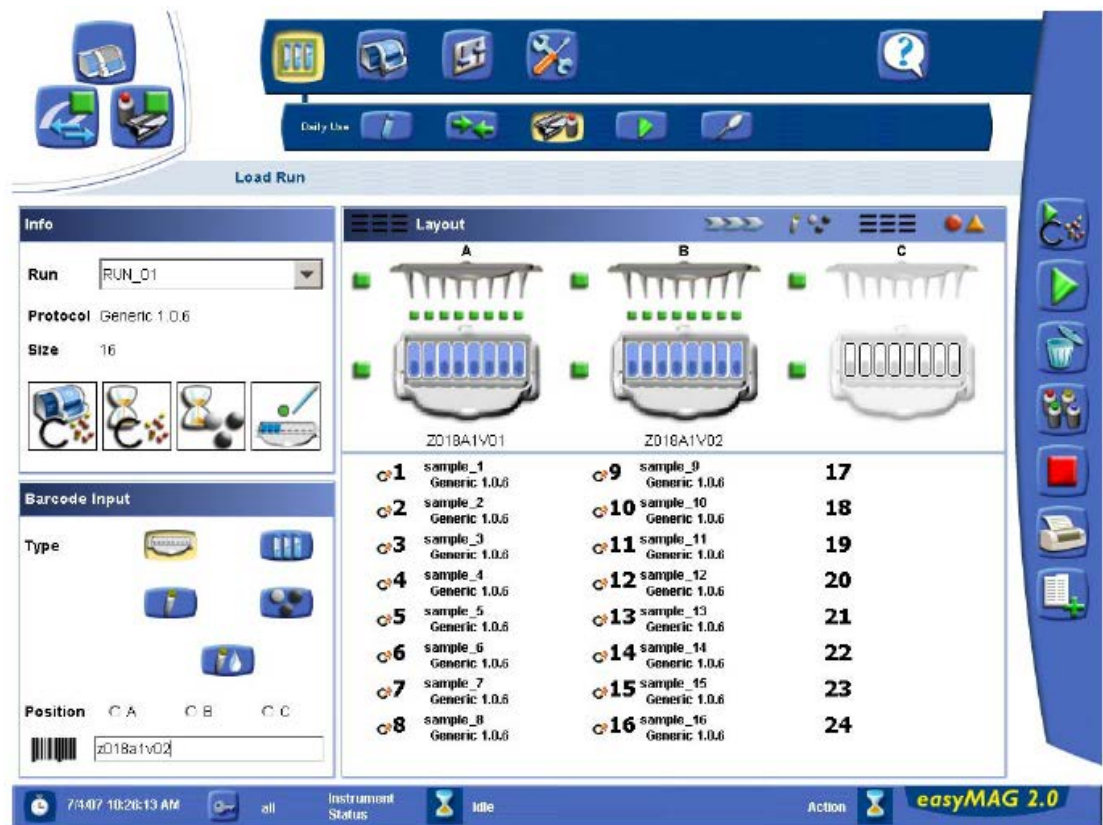 Daily Use
Load Run
Info
Run RUN_01
Protocol Generic 1.0.6
Size 16
Barcode Input
Type
Position A B C
z018a1v02
Layout
A B C
Z018A1V01 Z018A1V02
1 sample_1 9 sample_9 17
Generic 1.0.6 Generic 1.0.6
2 sample_2 10 sample_10 18
Generic 1.0.6 Generic 1.0.6
3 sample_3 11 sample_11 19
Generic 1.0.6 Generic 1.0.6
4 sample_4 12 sample_12 20
Generic 1.0.6 Generic 1.0.6
5 sample_5 13 sample_13 21
Generic 1.0.6 Generic 1.0.6
6 sample_6 14 sample_14 22
Generic 1.0.6 Generic 1.0.6
7 sample_7 15 sample_15 23
Generic 1.0.6 Generic 1.0.6
8 sample_8 16 sample_16 24
Generic 1.0.6 Generic 1.0.6
7/4/07 10:26:13 AM all Instrument Status Idle Action easyMAG 2.0